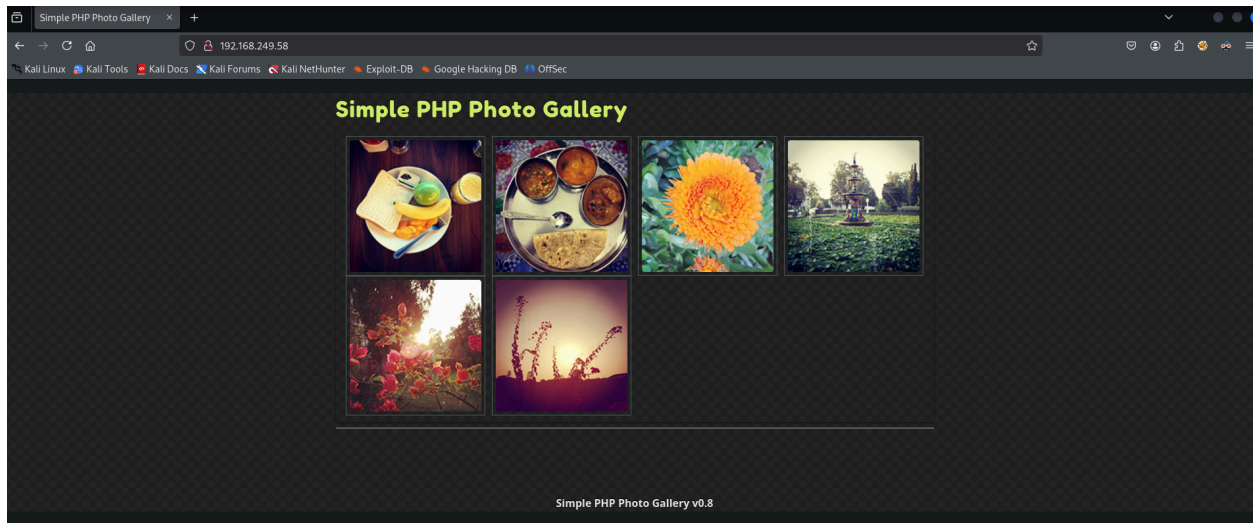 Simple PHP Photo Gallery
192.168.249.58
Kali Linux Kali Tools Kali Docs Kali Forums Kali NetHunter Exploit-DB Google Hacking DB OffSec
Simple PHP Photo Gallery
Simple PHP Photo Gallery v0.8